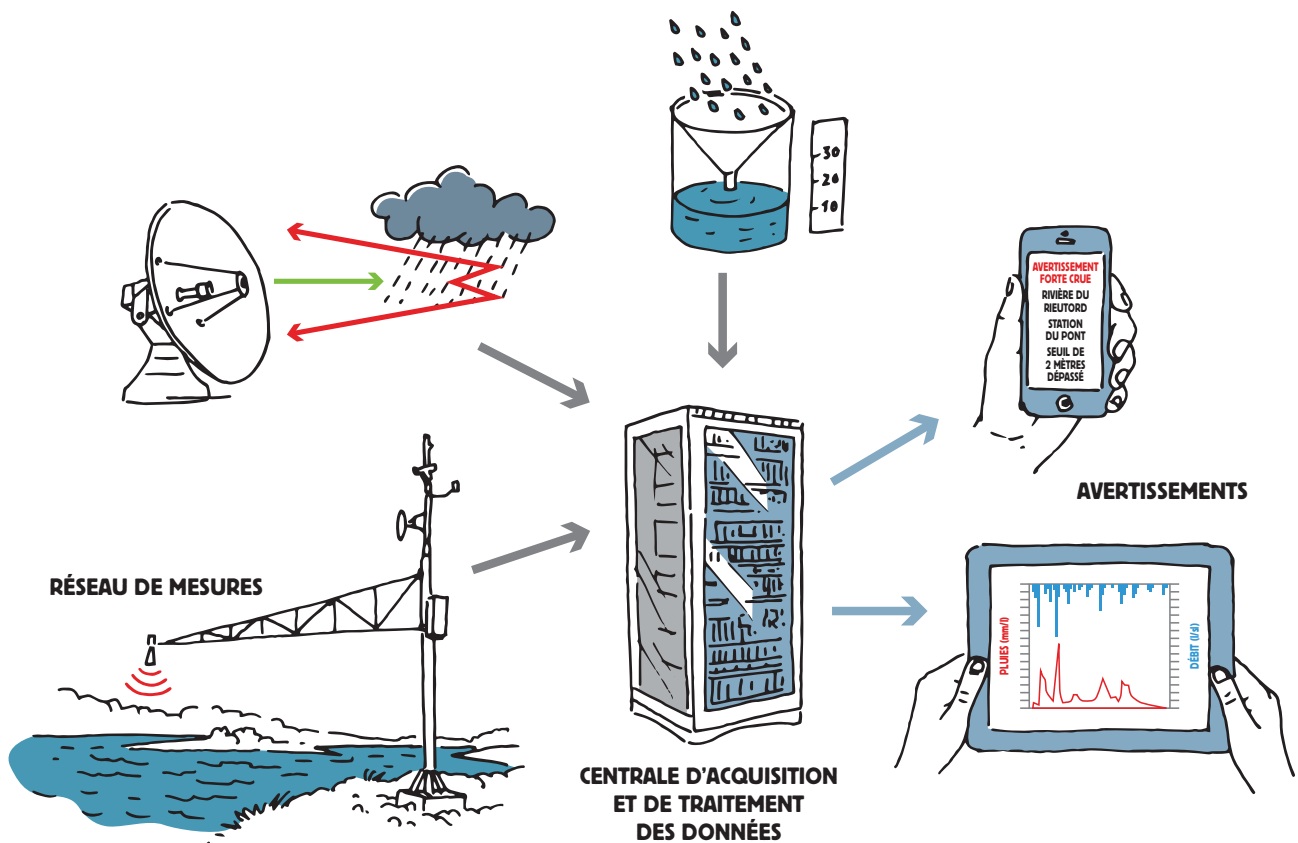 30
20
10
AVERTISSEMENT
FORTE CRUE
RIVIÈRE DU
RIEUTORD
STATION
DU PONT
SEUIL DE
2 MÈTRES
DÉPASSÉ
AVERTISSEMENTS
RÉSEAU DE MESURES
PLUIES (mm/l)
DÉBIT (l/s)
CENTRALE D'ACQUISITION
ET DE TRAITEMENT
DES DONNÉES